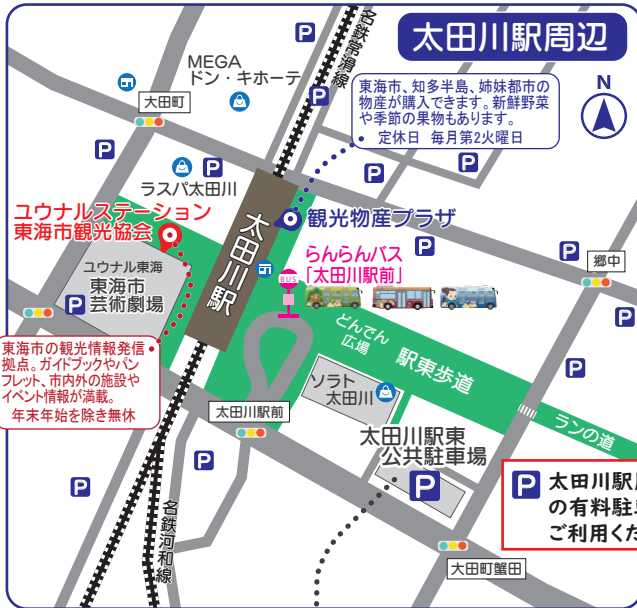 太田川駅周辺
N
名鉄常滑線
MEGA
ドン・キホーテ
大田町
東海市、知多半島、姉妹都市の
物産が購入できます。新鮮野菜
や季節の果物もあります。
定休日 毎月第2火曜日
P
P
P
P
P
P
ラスパ太田川
ユウナルステーション
東海市観光協会
太田川駅
観光物産プラザ
P
P
郷中
らんらんバス
「太田川駅前」
BUS
ユウナル東海
東海市
芸術劇場
P
P
どんでん
広場
駅東歩道
東海市の観光情報発信
拠点。ガイドブックやパン
フレット、市内外の施設や
イベント情報が満載。
年末年始を除き無休
ソラト
太田川
太田川駅前
ランの道
太田川駅東
公共駐車場
P
P
P
P
太田川駅
の有料駐
ご利用くだ
名鉄河和線
大田町蟹田